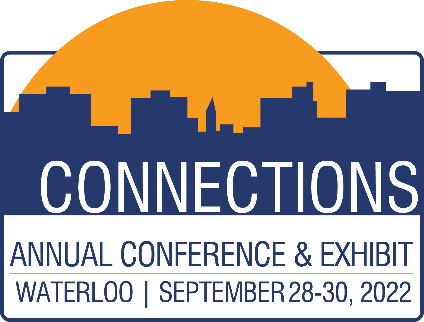 CONNECTIONS
ANNUAL CONFERENCE & EXHIBIT
WATERLOO | SEPTEMBER 28-30, 2022